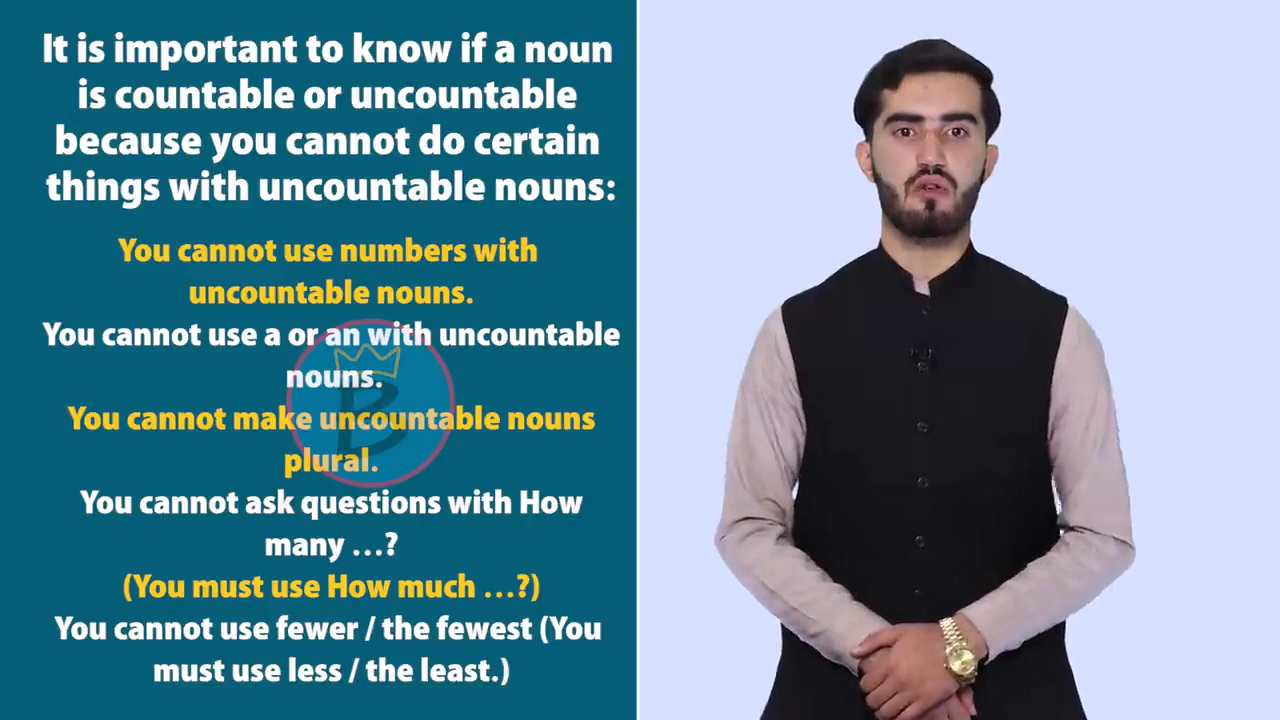 It is important to know if a noun
is countable or uncountable
because you cannot do certain
things with uncountable nouns:
You cannot use numbers with
uncountable nouns.
You cannot use a or an with uncountable
nouns.
You cannot make uncountable nouns
plural.
You cannot ask questions with How
many …?
(You must use How much …?)
You cannot use fewer / the fewest (You
must use less / the least.)
B